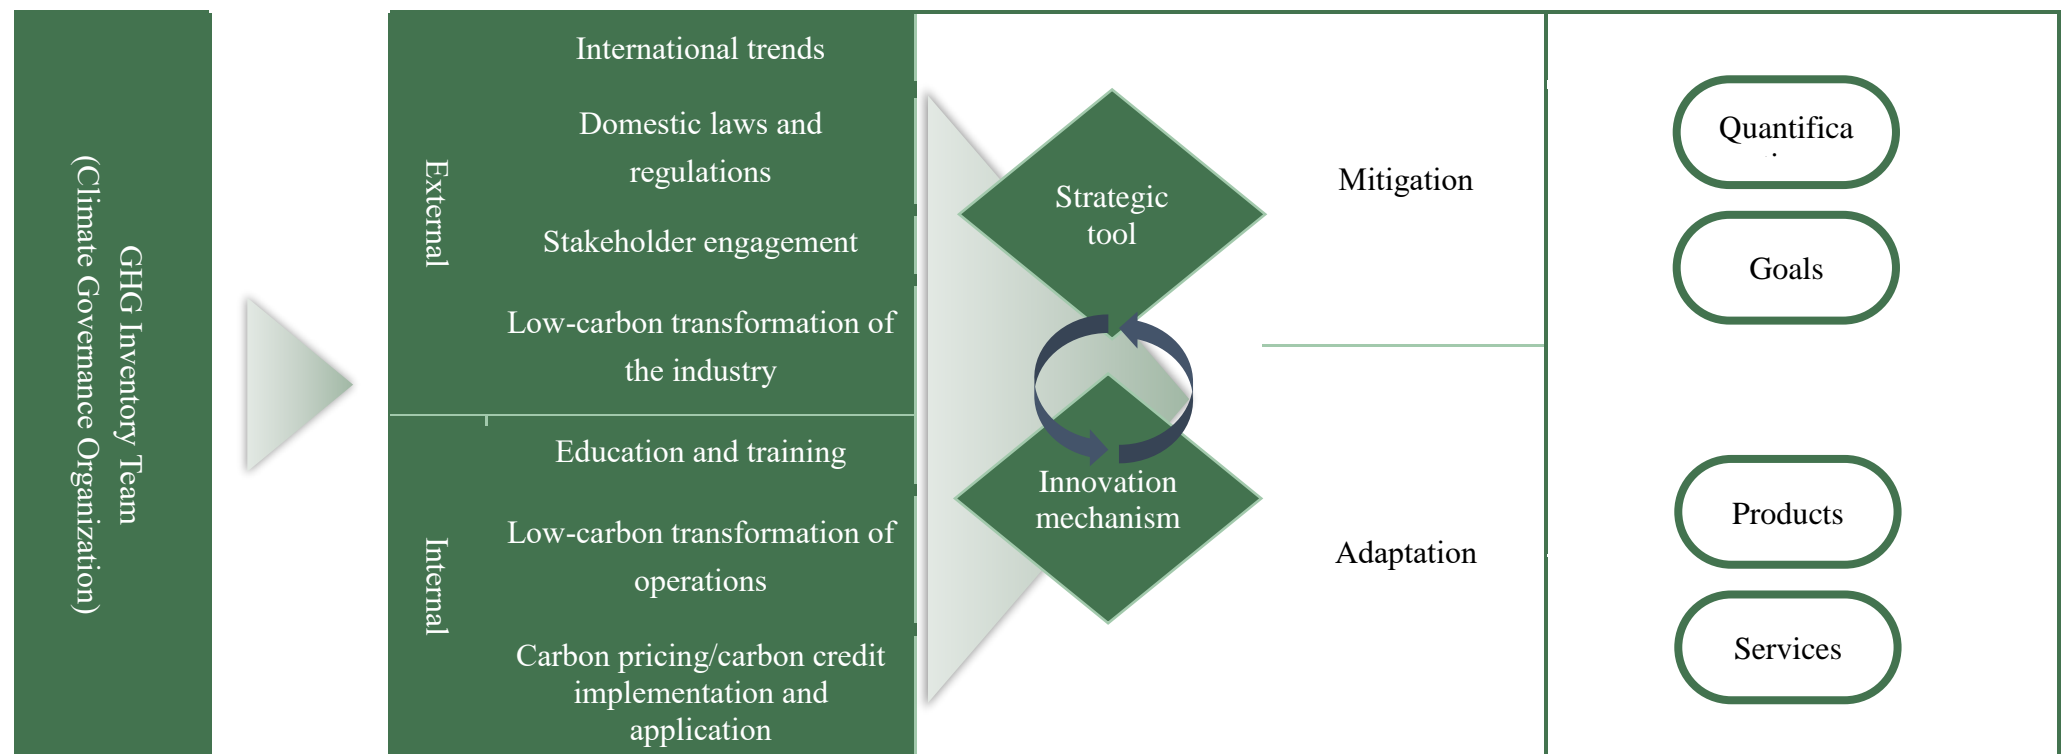 GHG Inventory Team
(Climate Governance Organization)
External
International trends
Domestic laws and
regulations
Stakeholder engagement
Low-carbon transformation of
the industry
Internal
Education and training
Low-carbon transformation of
operations
Carbon pricing/carbon credit
implementation and
application
Strategic
tool
Innovation
mechanism
Mitigation
Adaptation
Quantifica
Goals
Products
Services